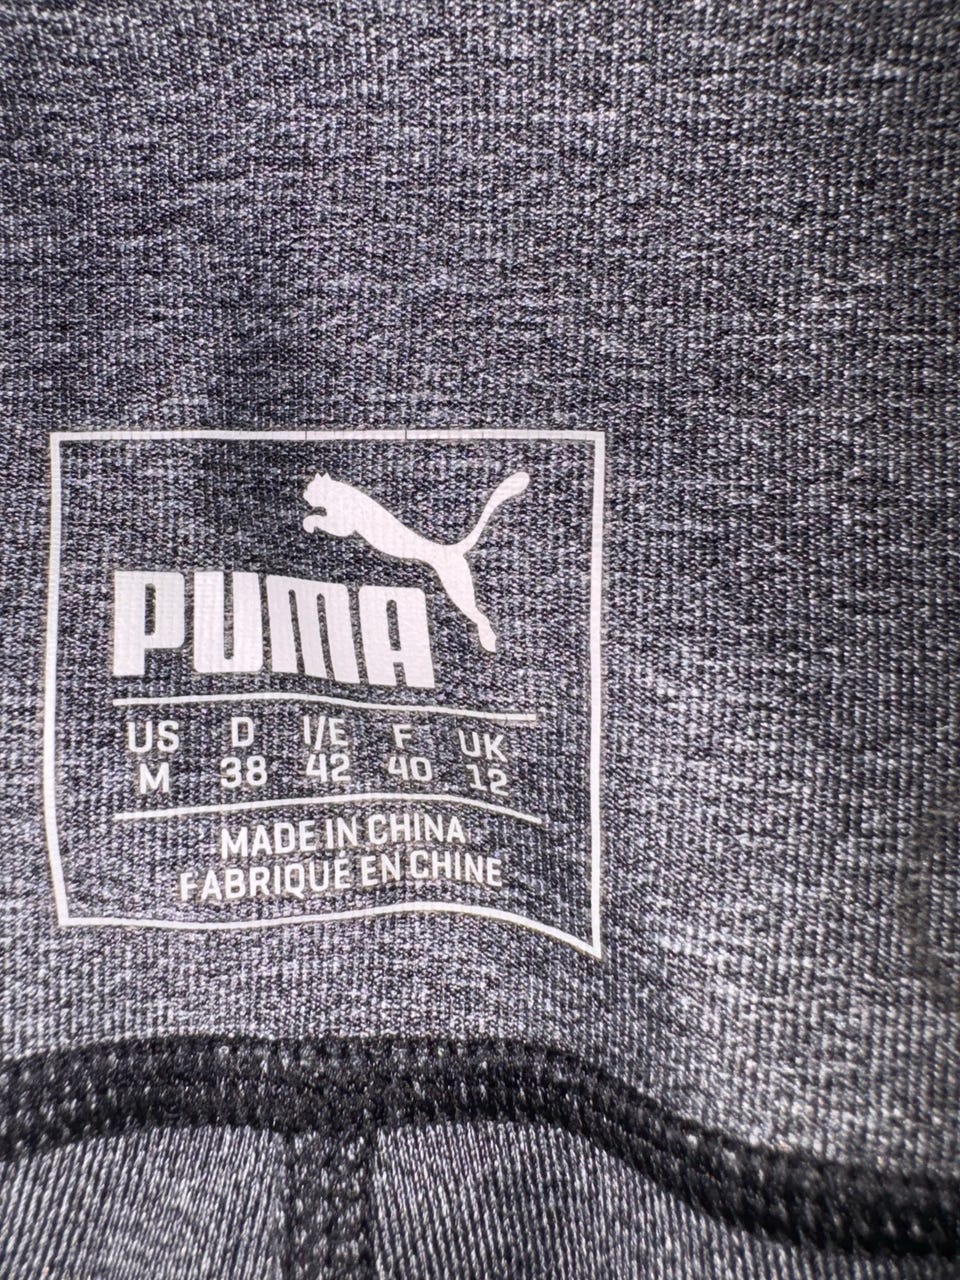 PUMA
US D I/E F UK
M 38 42 40 12
MADE IN CHINA
FABRIQUÉ EN CHINE